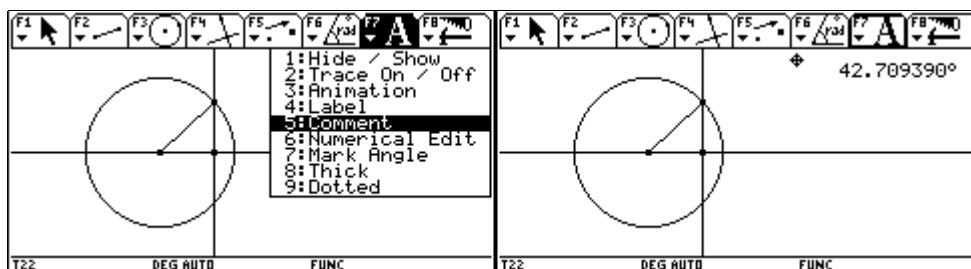 F1 F2 F3 F4 F5 F6 rad F7 A F8
1:Hide / Show
2:Trace On / Off
3:Animation
4:Label
5:Comment
6:Numerical Edit
7:Mark Angle
8:Thick
9:Dotted
T22 DEG AUTO FUNC
F1 F2 F3 F4 F5 F6 rad F7 A F8
42.709390°
T22 DEG AUTO FUNC